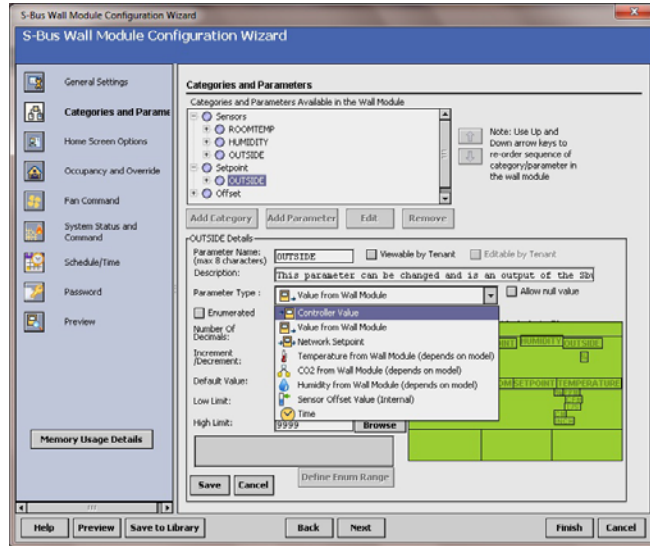 S-Bus Wall Module Configuration Wizard
S-Bus Wall Module Configuration Wizard
General Settings
Categories and Parame
Home Screen Options
Occupancy and Override
Fan Command
System Status and
Command
Schedule/Time
Password
Preview
Memory Usage Details
Categories and Parameters
Categories and Parameters Available in the Wall Module
Sensors
ROOMTEMP
HUMIDITY
OUTSIDE
Setpoint
OUTSIDE
Offset
Note: Use Up and
Down arrow keys to
re-order sequence of
category/parameter in
the wall module
Add Category
Add Parameter
Edit
Remove
OUTSIDE Details
Parameter Name:
(max 8 characters)
OUTSIDE
Viewable by Tenant
Editable by Tenant
Description:
This parameter can be changed and is an output of the Sbu
Parameter Type :
Value from Wall Module
Allow null value
Enumerated
Number Of
Decimals:
Increment
/Decrement:
Default Value:
Low Limit:
High Limit:
Controller Value
Value from Wall Module
Network Setpoint
Temperature from Wall Module (depends on model)
CO2 from Wall Module (depends on model)
Humidity from Wall Module (depends on model)
Sensor Offset Value (Internal)
Time
9999
Browse
HUMIDITY
OUTSIDE
SETPOINT
TEMPERATURE
Define Enum Range
Save
Cancel
Help
Preview
Save to Library
Back
Next
Finish
Cancel